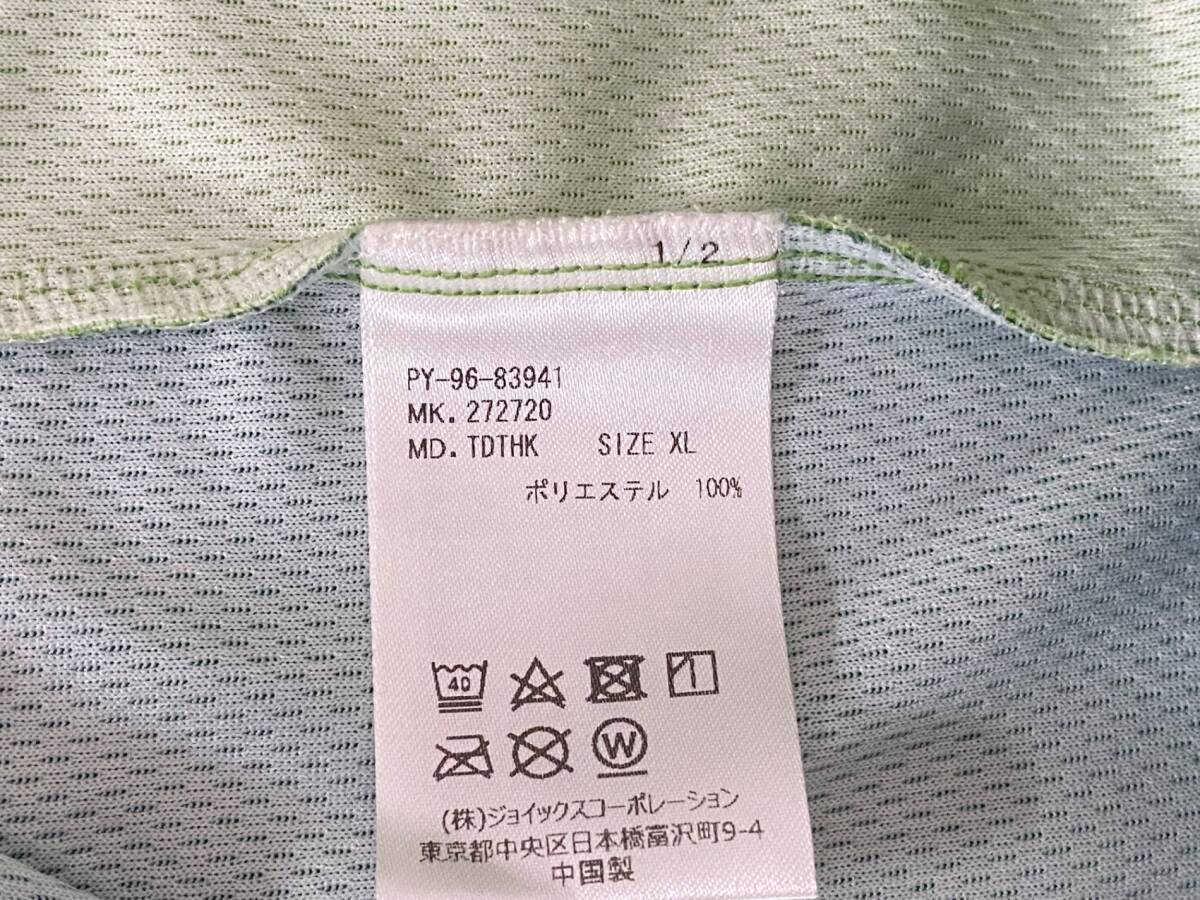 1/2
PY-96-83941
MK. 272720
MD. TDTHK SIZE XL
ポリエステル 100%
40
W
(株)ジョイックスコーポレーション
東京都中央区日本橋富沢町9-4
中国製